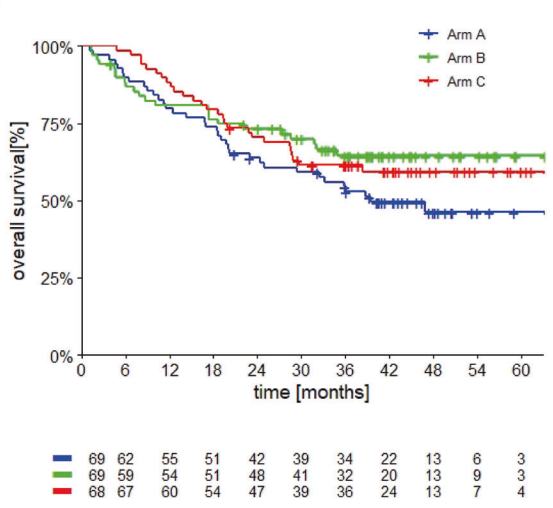 Arm A
Arm B
Arm C
overall survival[%]
100%
75%
50%
25%
0%
0 6 12 18 24 30 36 42 48 54 60
time [months]
69 62 55 51 42 39 34 22 13 6 3
69 59 54 51 48 41 32 20 13 9 3
68 67 60 54 47 39 36 24 13 7 4